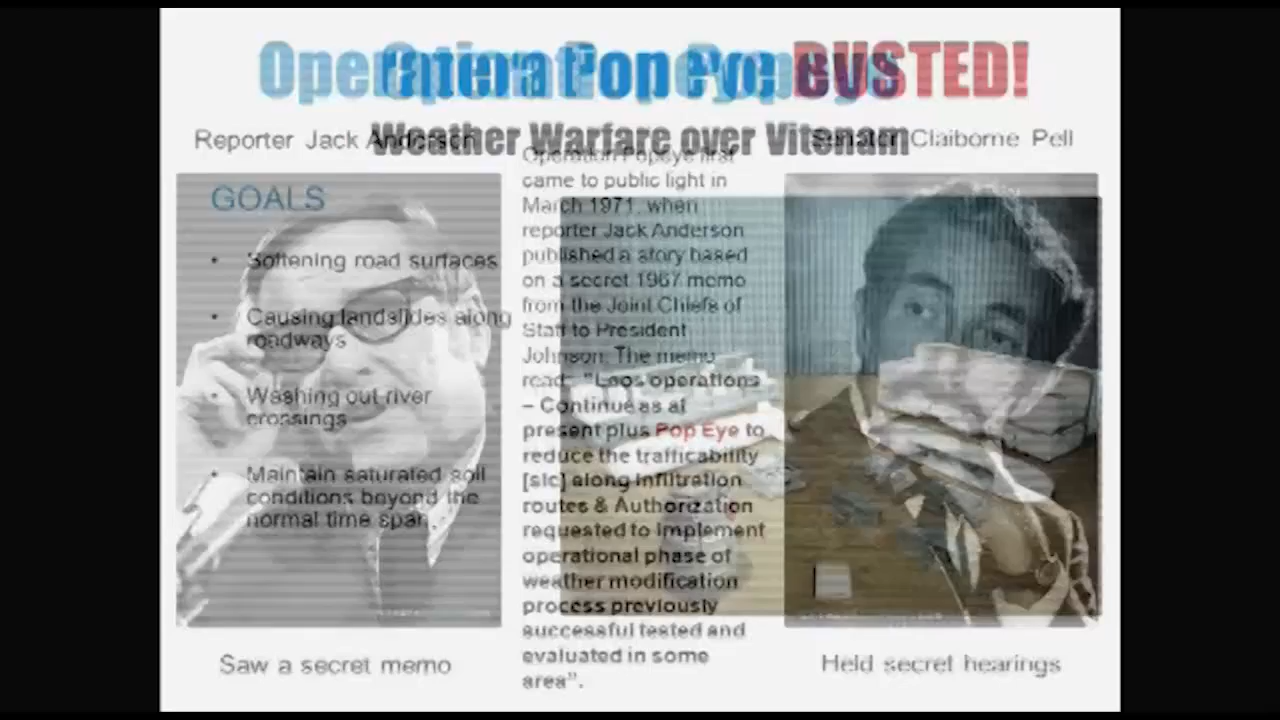 Operation Popeye BUSTED!
Operation Pop Eye
Weather Warfare over Vitenam
Reporter Jack Anderson
Senator Claiborne Pell
GOALS
• Softening road surfaces
• Causing landslides along
roadways
• Washing out river
crossings
• Maintain saturated soil
conditions beyond the
normal time span
Operation Popeye first
came to public light in
March 1971, when
reporter Jack Anderson
published a story based
on a secret 1967 memo
from the Joint Chiefs of
Staff to President
Johnson. The memo
read: "Laos operations
– Continue as at
present plus Pop Eye to
reduce the trafficability
[sic] along infiltration
routes & Authorization
requested to implement
operational phase of
weather modification
process previously
successful tested and
evaluated in some
area".
Saw a secret memo
Held secret hearings